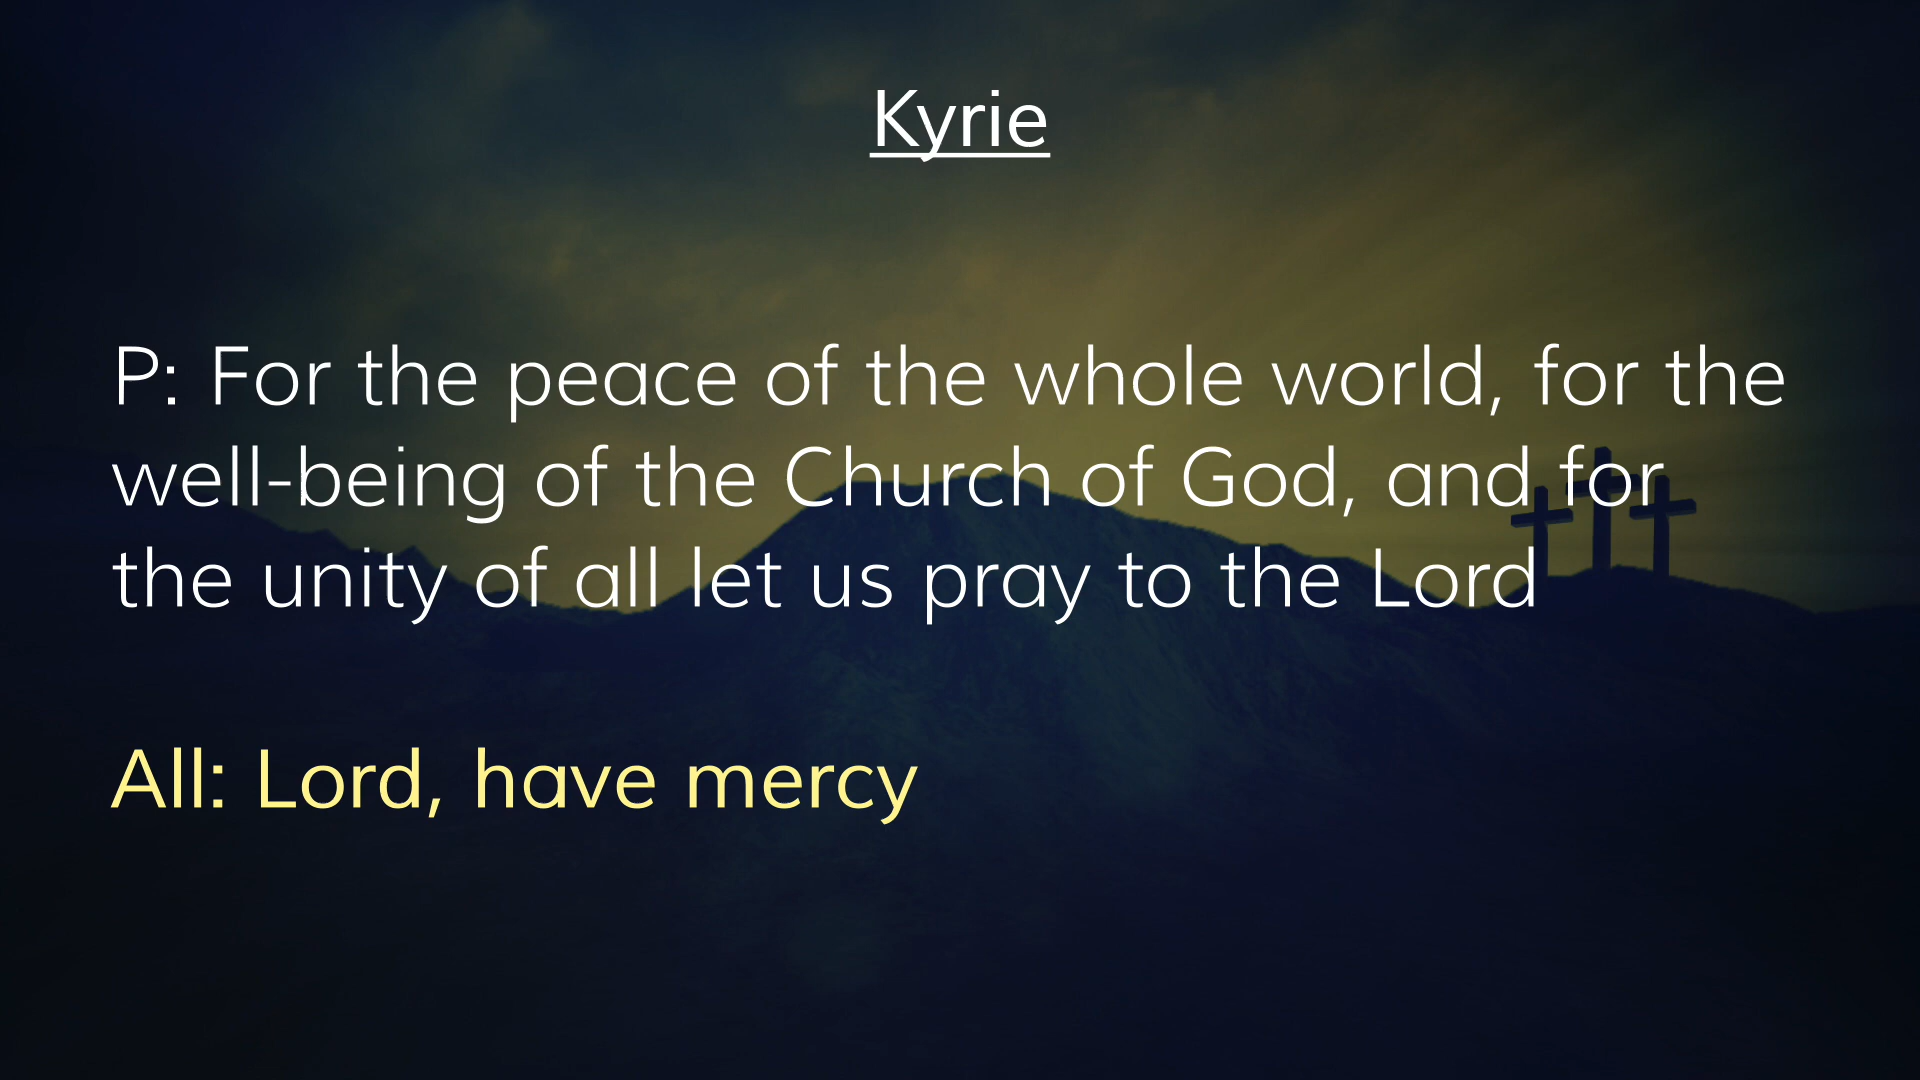 Kyrie
P: For the peace of the whole world, for the
well-being of the Church of God, and for
the unity of all let us pray to the Lord
All: Lord, have mercy